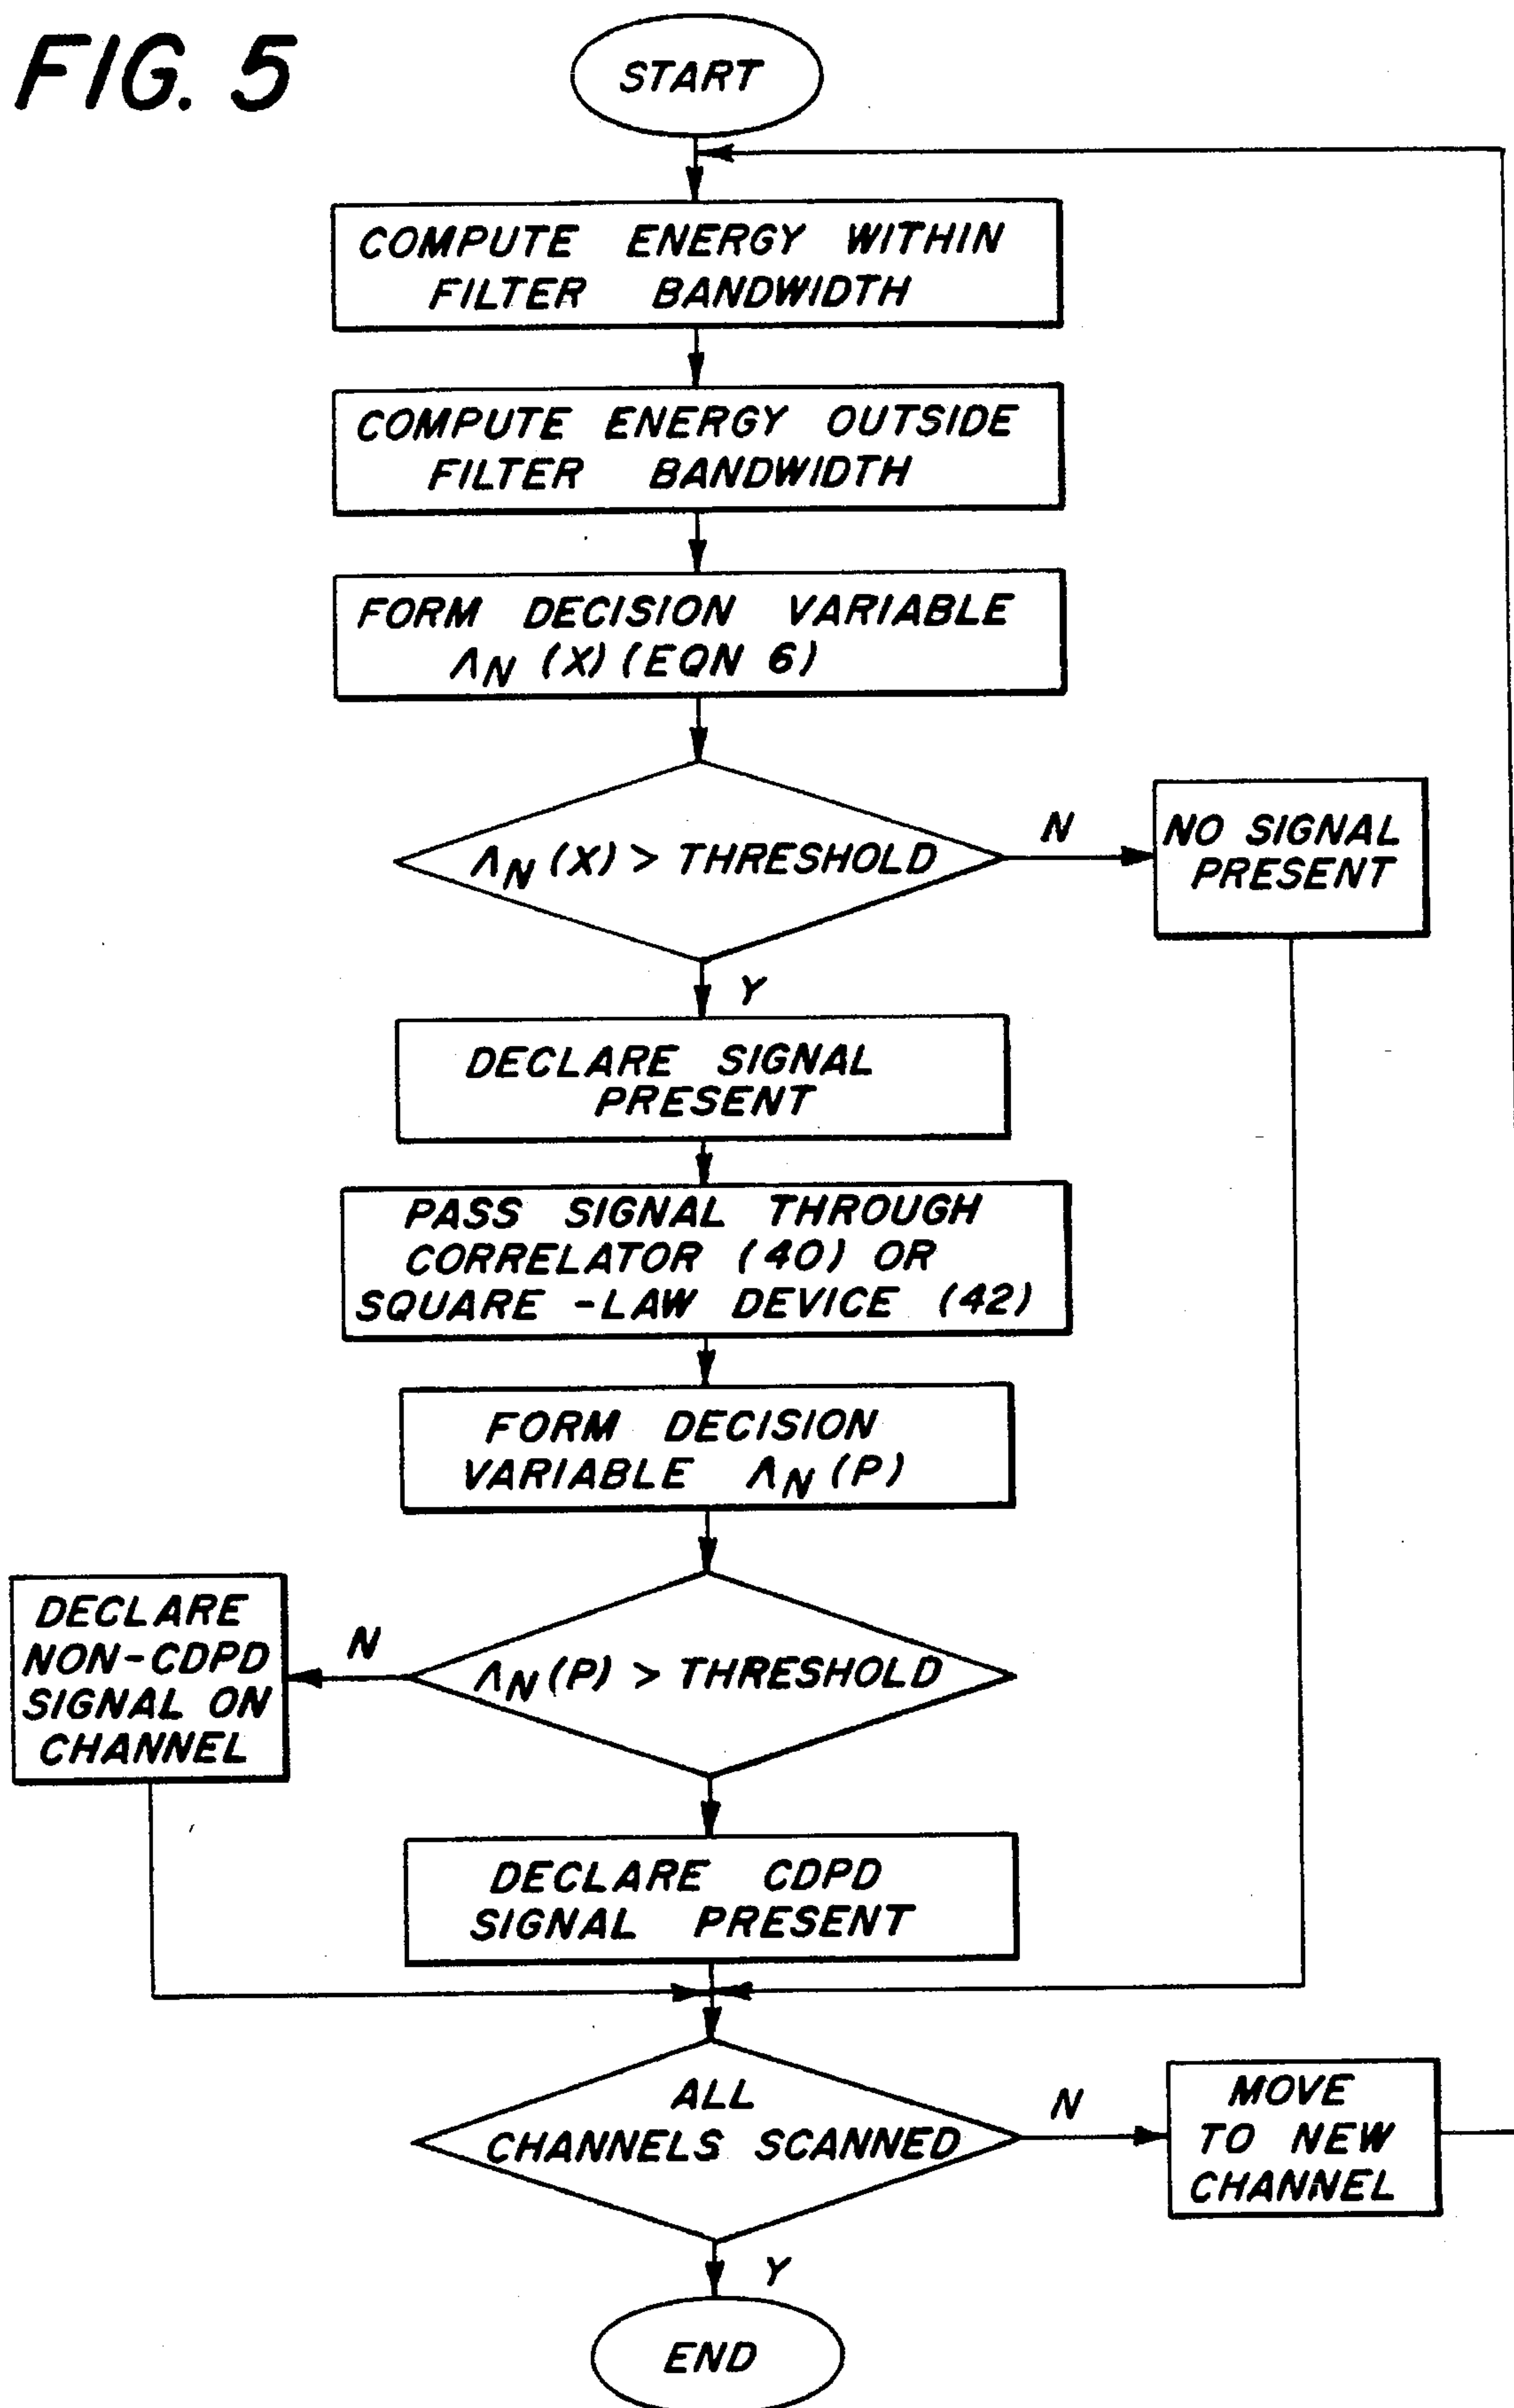 FIG. 5
START
COMPUTE ENERGY WITHIN
FILTER BANDWIDTH
COMPUTE ENERGY OUTSIDE
FILTER BANDWIDTH
FORM DECISION VARIABLE
ΛN (X) (EQN 6)
ΛN (X) > THRESHOLD
N
NO SIGNAL
PRESENT
Y
DECLARE SIGNAL
PRESENT
PASS SIGNAL THROUGH
CORRELATOR (40) OR
SQUARE -LAW DEVICE (42)
FORM DECISION
VARIABLE ΛN (P)
ΛN (P) > THRESHOLD
N
DECLARE
NON-CDPD
SIGNAL ON
CHANNEL
DECLARE CDPD
SIGNAL PRESENT
ALL
CHANNELS SCANNED
N
MOVE
TO NEW
CHANNEL
Y
END